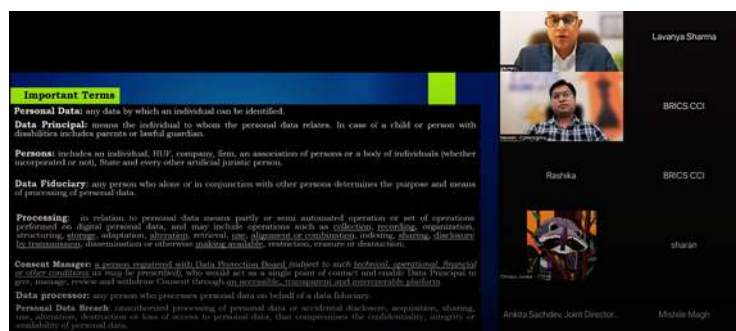 Important Terms
Personal Data: any data by which an individual can be identified.
Data Principal: means the individual to whom the personal data relates. In case of a child or person with
disabilities includes parents or lawful guardian.
Persons: includes an individual, HUF, company, firm, an association of persons or a body of individuals (whether
incorporated or not), State and every other artificial juristic person.
Data Fiduciary: any person who alone or in conjunction with other persons determines the purpose and means
of processing of personal data.
Processing: in relation to personal data means partly or semi automated operation or set of operations
performed on digital personal data, and may include operations such as collection, recording, organization,
structuring, storage, adaptation, alteration, retrieval, use, alignment or combination, indexing, sharing, disclosure
by transmission, dissemination or otherwise making available, restriction, erasure or destruction;
Consent Manager: a person registered with Data Protection Board (subject to such technical, operational, financial
or other conditions as may be prescribed), who would act as a single point of contact and enable Data Principal to
give, manage, review and withdraw Consent through an accessible, transparent and interoperable platform.
Data processor: any person who processes personal data on behalf of a data fiduciary.
Personal Data Breach: unauthorized processing of personal data or accidental disclosure, acquisition, sharing,
use, alteration, destruction or loss of access to personal data, that compromises the confidentiality, integrity or
availability of personal data.
Lavanya Sharma
BRICS CCI
Rashika
BRICS CCI
sharan
Ankita Sachdev, Joint Director...
Mishile Magh